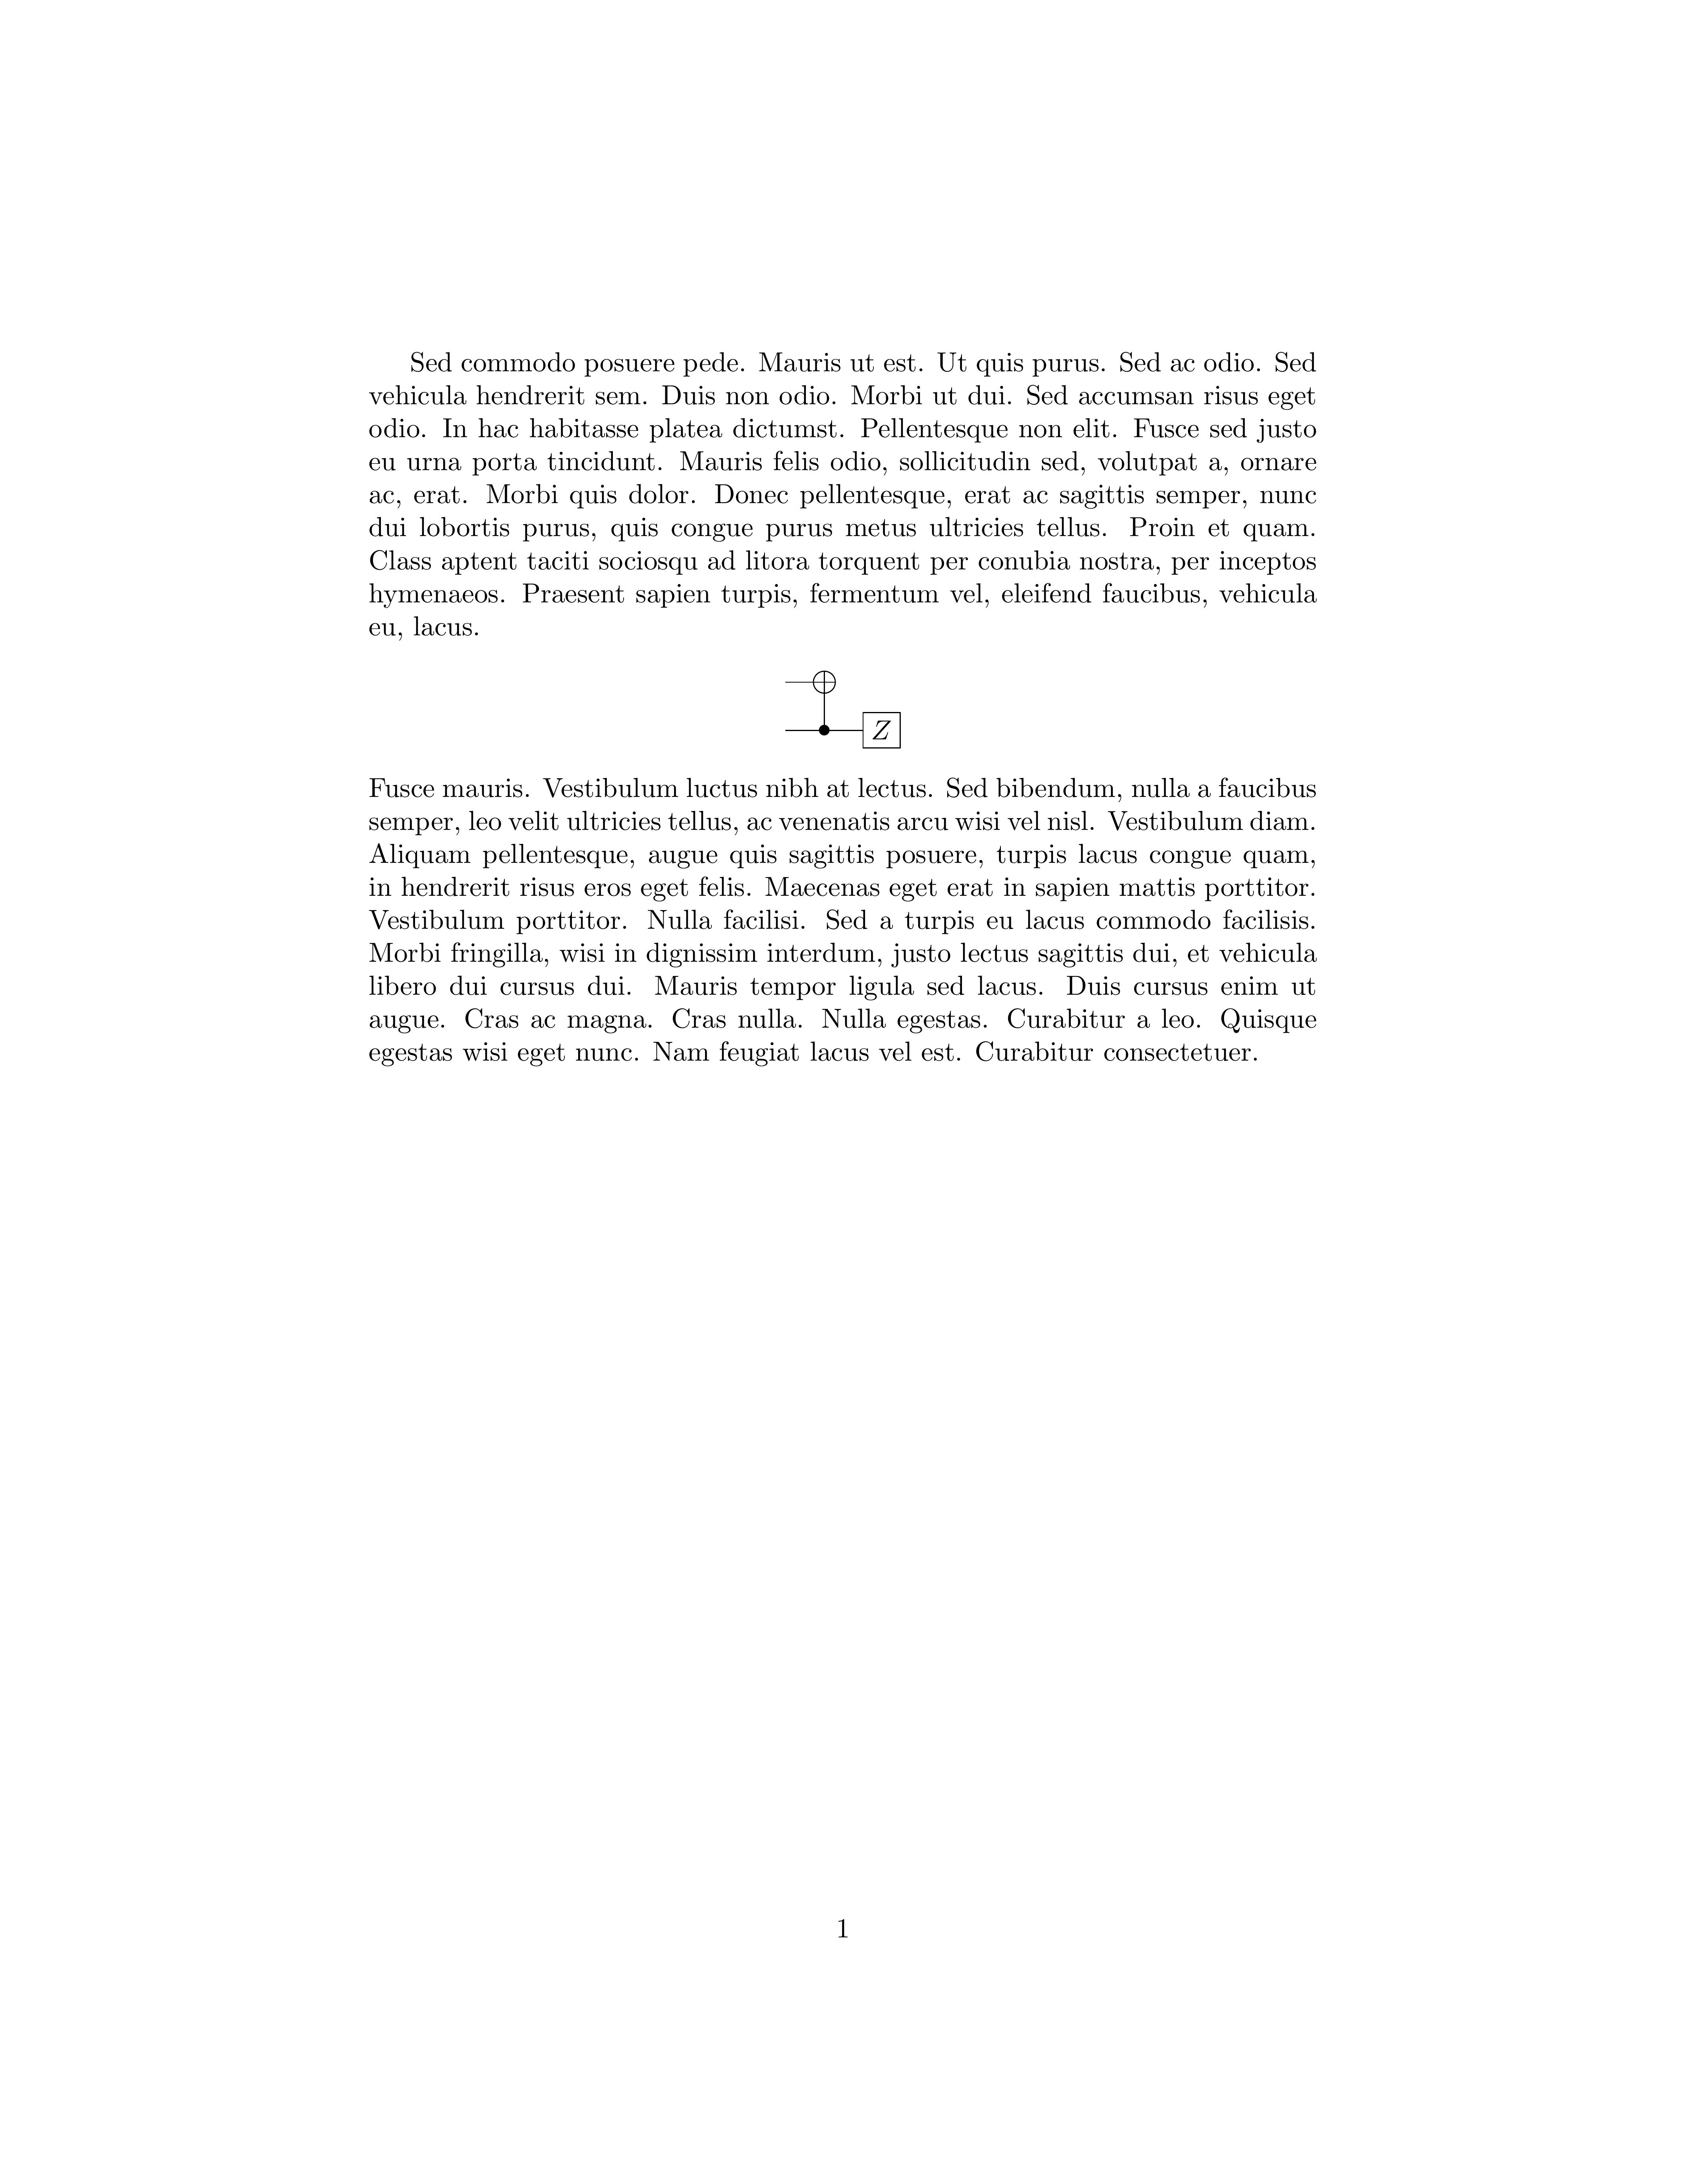 Sed commodo posuere pede. Mauris ut est. Ut quis purus. Sed ac odio. Sed
vehicula hendrerit sem. Duis non odio. Morbi ut dui. Sed accumsan risus eget
odio. In hac habitasse platea dictumst. Pellentesque non elit. Fusce sed justo
eu urna porta tincidunt. Mauris felis odio, sollicitudin sed, volutpat a, ornare
ac, erat. Morbi quis dolor. Donec pellentesque, erat ac sagittis semper, nunc
dui lobortis purus, quis congue purus metus ultricies tellus. Proin et quam.
Class aptent taciti sociosqu ad litora torquent per conubia nostra, per inceptos
hymenaeos. Praesent sapien turpis, fermentum vel, eleifend faucibus, vehicula
eu, lacus.
Z
Fusce mauris. Vestibulum luctus nibh at lectus. Sed bibendum, nulla a faucibus
semper, leo velit ultricies tellus, ac venenatis arcu wisi vel nisl. Vestibulum diam.
Aliquam pellentesque, augue quis sagittis posuere, turpis lacus congue quam,
in hendrerit risus eros eget felis. Maecenas eget erat in sapien mattis porttitor.
Vestibulum porttitor. Nulla facilisi. Sed a turpis eu lacus commodo facilisis.
Morbi fringilla, wisi in dignissim interdum, justo lectus sagittis dui, et vehicula
libero dui cursus dui. Mauris tempor ligula sed lacus. Duis cursus enim ut
augue. Cras ac magna. Cras nulla. Nulla egestas. Curabitur a leo. Quisque
egestas wisi eget nunc. Nam feugiat lacus vel est. Curabitur consectetuer.
1